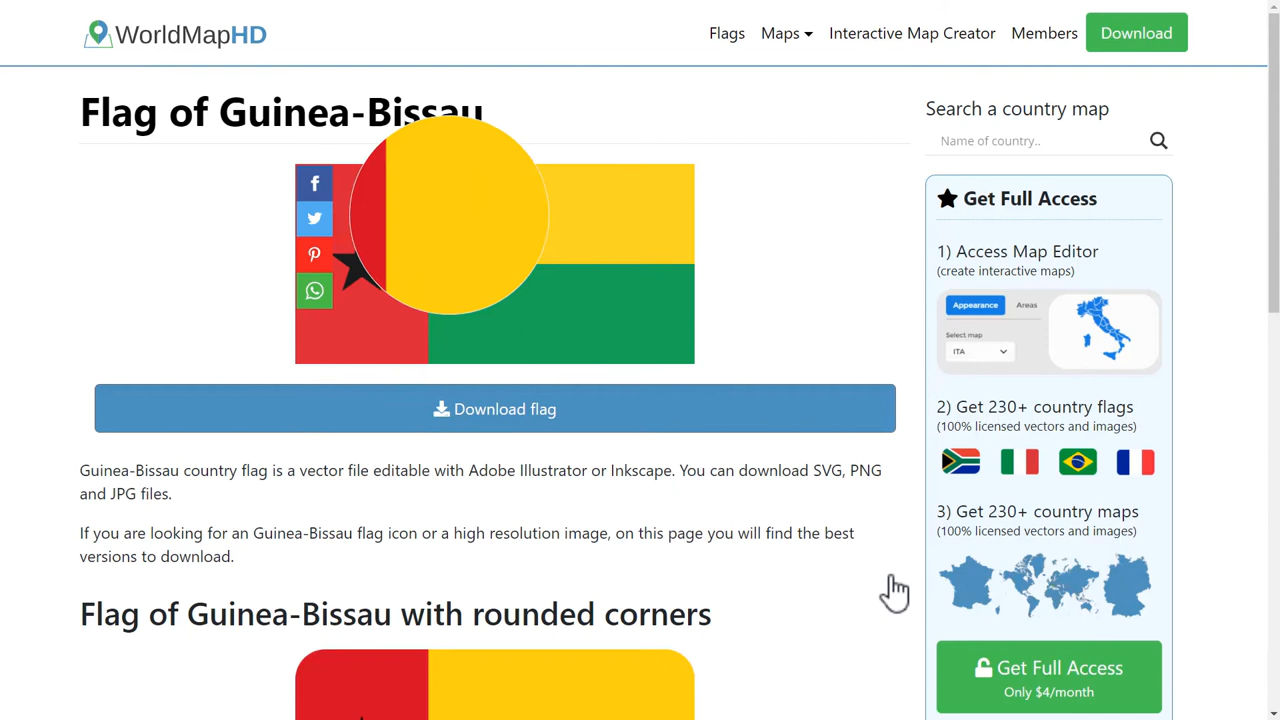 WorldMapHD
Flags Maps Interactive Map Creator Members Download
Flag of Guinea-Bissau
Download flag
Guinea-Bissau country flag is a vector file editable with Adobe Illustrator or Inkscape. You can download SVG, PNG
and JPG files.
If you are looking for an Guinea-Bissau flag icon or a high resolution image, on this page you will find the best
versions to download.
Flag of Guinea-Bissau with rounded corners
Search a country map
Name of country..
Get Full Access
1) Access Map Editor
(create interactive maps)
Appearance Areas
Select map
ITA
2) Get 230+ country flags
(100% licensed vectors and images)
3) Get 230+ country maps
(100% licensed vectors and images)
Get Full Access
Only $4/month